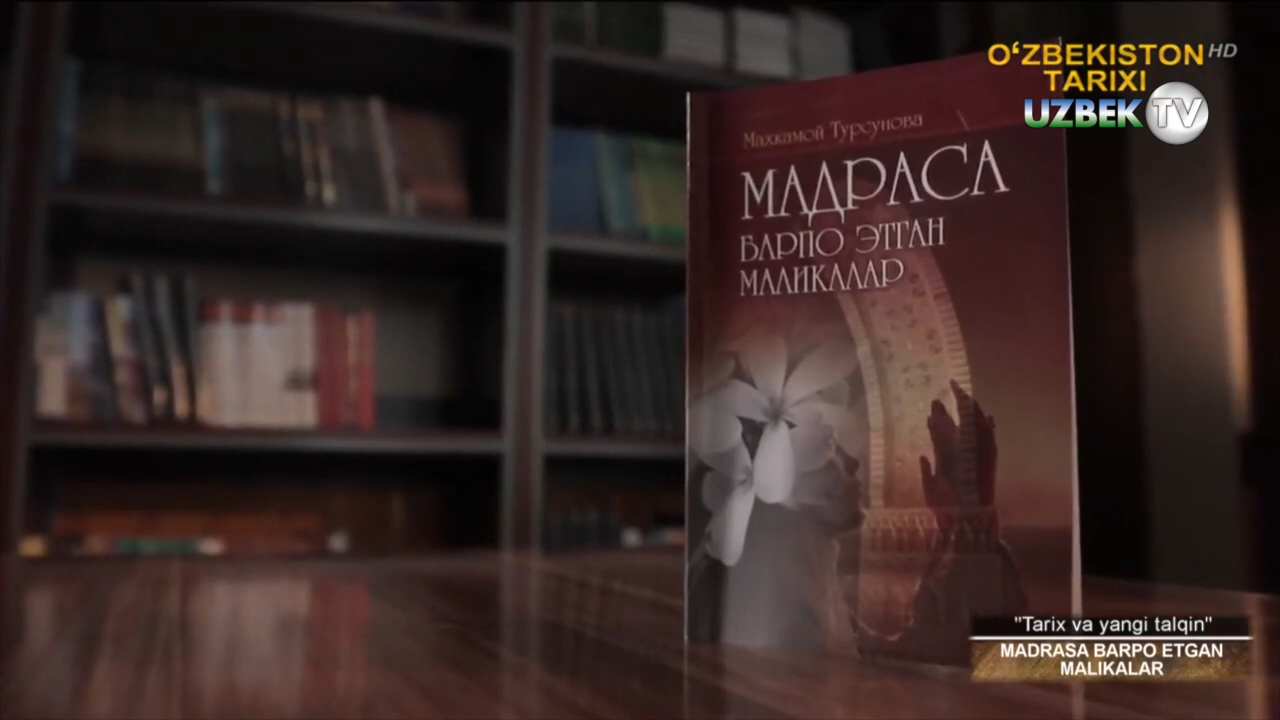 O‘ZBEKISTON HD
TARIXI
UZBEK TV
Махкамой Турсунова
МАДРАСА
БАРПО ЭТГАН
МАЛИКАЛАР
"Tarix va yangi talqin"
MADRASA BARPO ETGAN
MALIKALAR